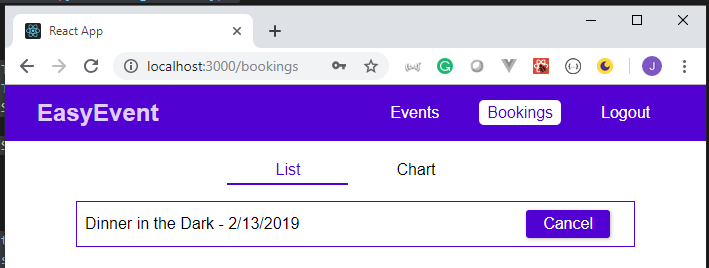 React App
localhost:3000/bookings
J
EasyEvent Events Bookings Logout
List Chart
Dinner in the Dark - 2/13/2019 Cancel